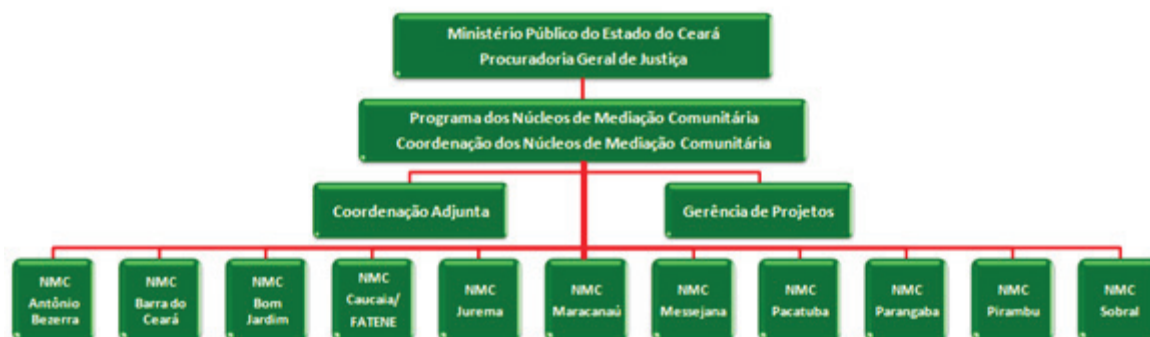 Ministério Público do Estado do Ceará
Procuradoria Geral de Justiça
Programa dos Núcleos de Mediação Comunitária
Coordenação dos Núcleos de Mediação Comunitária
Coordenação Adjunta
Gerência de Projetos
NMC
Antônio
Bezerra
NMC
Barra do
Ceará
NMC
Bom
Jardim
NMC
Caucaia/
FATENE
NMC
Jurema
NMC
Maracanaú
NMC
Messejana
NMC
Pacatuba
NMC
Parangaba
NMC
Pirambu
NMC
Sobral